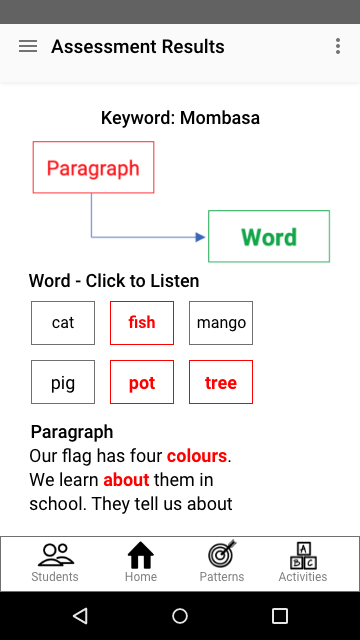 Assessment Results
Keyword: Mombasa
Paragraph
Word
Word - Click to Listen
cat fish mango
pig pot tree
Paragraph
Our flag has four colours.
We learn about them in
school. They tell us about
A
B C
Students Home Patterns Activities